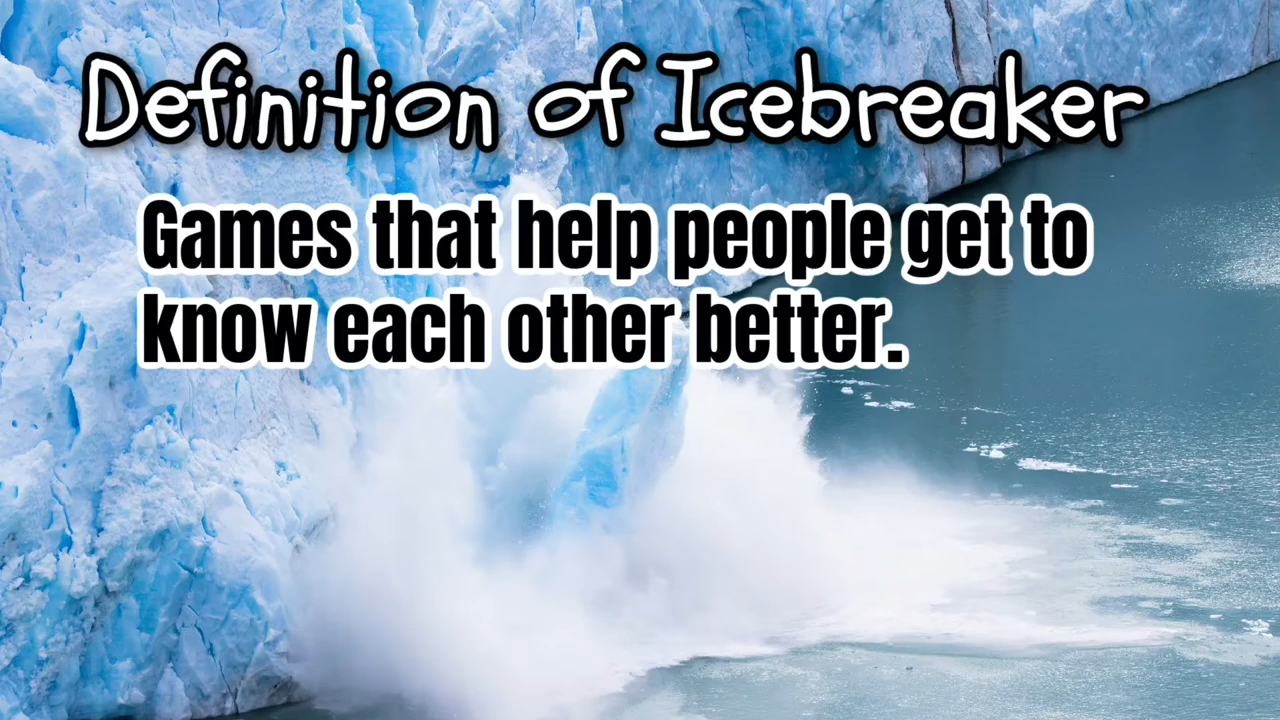 Definition of Icebreaker
Games that help people get to
know each other better.